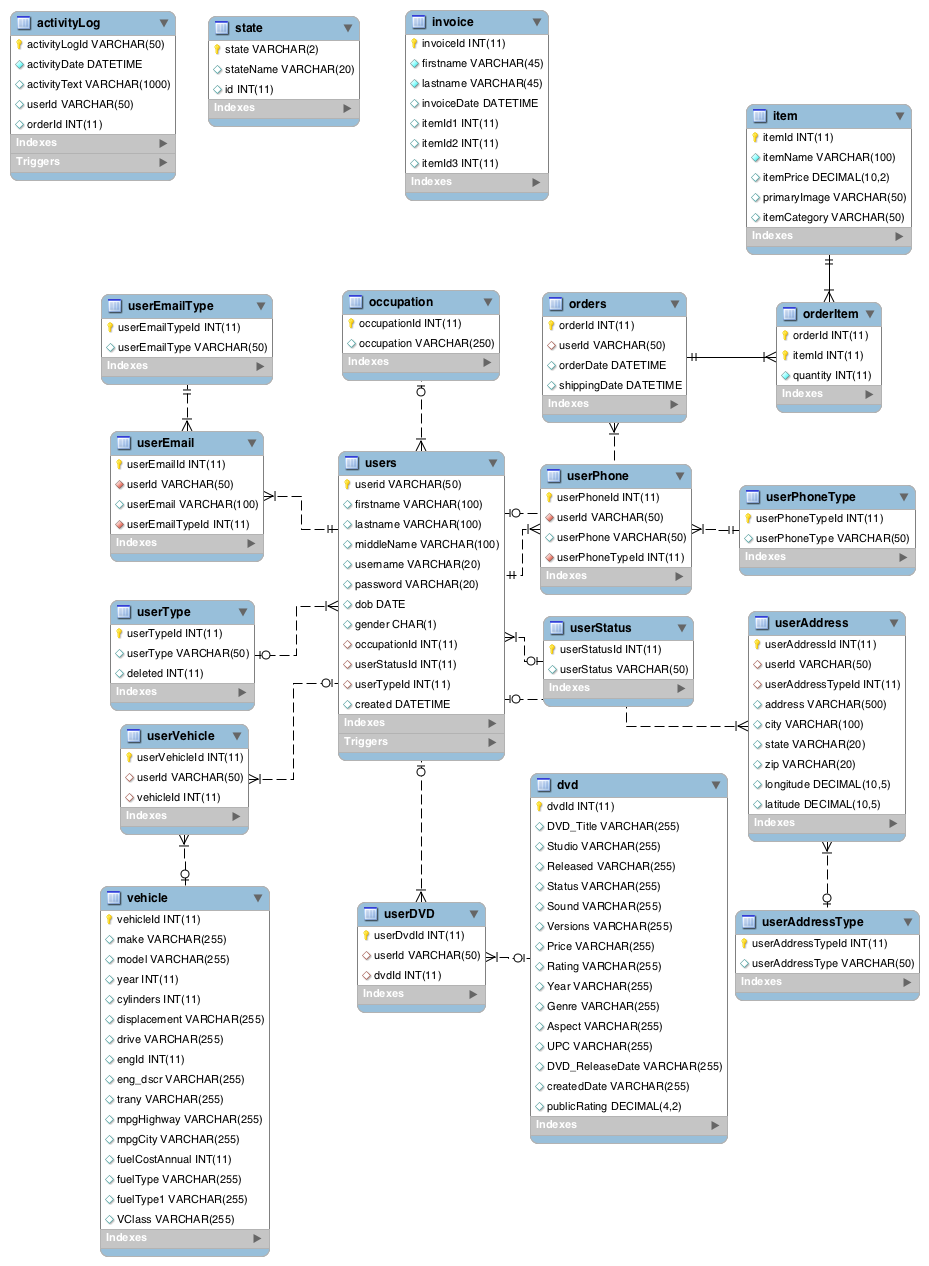 activityLog
activityLogId VARCHAR(50)
activityDate DATETIME
activityText VARCHAR(1000)
userId VARCHAR(50)
orderId INT(11)
Indexes
Triggers
state
state VARCHAR(2)
stateName VARCHAR(20)
id INT(11)
Indexes
invoice
invoiceId INT(11)
firstname VARCHAR(45)
lastname VARCHAR(45)
invoiceDate DATETIME
itemId1 INT(11)
itemId2 INT(11)
itemId3 INT(11)
Indexes
item
itemId INT(11)
itemName VARCHAR(100)
itemPrice DECIMAL(10,2)
primaryImage VARCHAR(50)
itemCategory VARCHAR(50)
Indexes
userEmailType
userEmailTypeId INT(11)
userEmailType VARCHAR(50)
Indexes
occupation
occupationId INT(11)
occupation VARCHAR(250)
Indexes
orders
orderId INT(11)
userId VARCHAR(50)
orderDate DATETIME
shippingDate DATETIME
Indexes
orderItem
orderId INT(11)
itemId INT(11)
quantity INT(11)
Indexes
userEmail
userEmailId INT(11)
userId VARCHAR(50)
userEmail VARCHAR(100)
userEmailTypeId INT(11)
Indexes
users
userid VARCHAR(50)
firstname VARCHAR(100)
lastname VARCHAR(100)
middleName VARCHAR(100)
username VARCHAR(20)
password VARCHAR(20)
dob DATE
gender CHAR(1)
occupationId INT(11)
userStatusId INT(11)
userTypeId INT(11)
created DATETIME
Indexes
Triggers
userPhone
userPhoneId INT(11)
userId VARCHAR(50)
userPhone VARCHAR(50)
userPhoneTypeId INT(11)
Indexes
userPhoneType
userPhoneTypeId INT(11)
userPhoneType VARCHAR(50)
Indexes
userType
userTypeId INT(11)
userType VARCHAR(50)
deleted INT(11)
Indexes
userStatus
userStatusId INT(11)
userStatus VARCHAR(50)
Indexes
userAddress
userAddressId INT(11)
userId VARCHAR(50)
userAddressTypeId INT(11)
address VARCHAR(500)
city VARCHAR(100)
state VARCHAR(20)
zip VARCHAR(20)
longitude DECIMAL(10,5)
latitude DECIMAL(10,5)
Indexes
userVehicle
userVehicleId INT(11)
userId VARCHAR(50)
vehicleId INT(11)
Indexes
dvd
dvdId INT(11)
DVD_Title VARCHAR(255)
Studio VARCHAR(255)
Released VARCHAR(255)
Status VARCHAR(255)
Sound VARCHAR(255)
Versions VARCHAR(255)
Price VARCHAR(255)
Rating VARCHAR(255)
Year VARCHAR(255)
Genre VARCHAR(255)
Aspect VARCHAR(255)
UPC VARCHAR(255)
DVD_ReleaseDate VARCHAR(255)
createdDate VARCHAR(255)
publicRating DECIMAL(4,2)
Indexes
vehicle
vehicleId INT(11)
make VARCHAR(255)
model VARCHAR(255)
year INT(11)
cylinders INT(11)
displacement VARCHAR(255)
drive VARCHAR(255)
engId INT(11)
eng_dscr VARCHAR(255)
trany VARCHAR(255)
mpgHighway VARCHAR(255)
mpgCity VARCHAR(255)
fuelCostAnnual INT(11)
fuelType VARCHAR(255)
fuelType1 VARCHAR(255)
VClass VARCHAR(255)
Indexes
userDVD
userDvdId INT(11)
userId VARCHAR(50)
dvdId INT(11)
Indexes
userAddressType
userAddressTypeId INT(11)
userAddressType VARCHAR(50)
Indexes